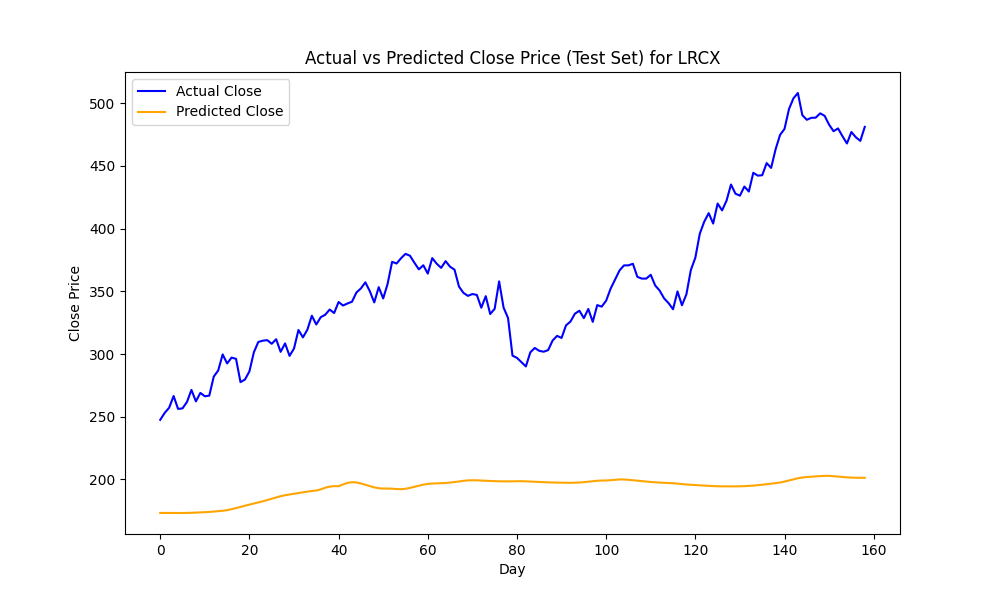 Actual vs Predicted Close Price (Test Set) for LRCX
Actual Close
Predicted Close
500
450
400
350
300
250
200
Close Price
0 20 40 60 80 100 120 140 160
Day